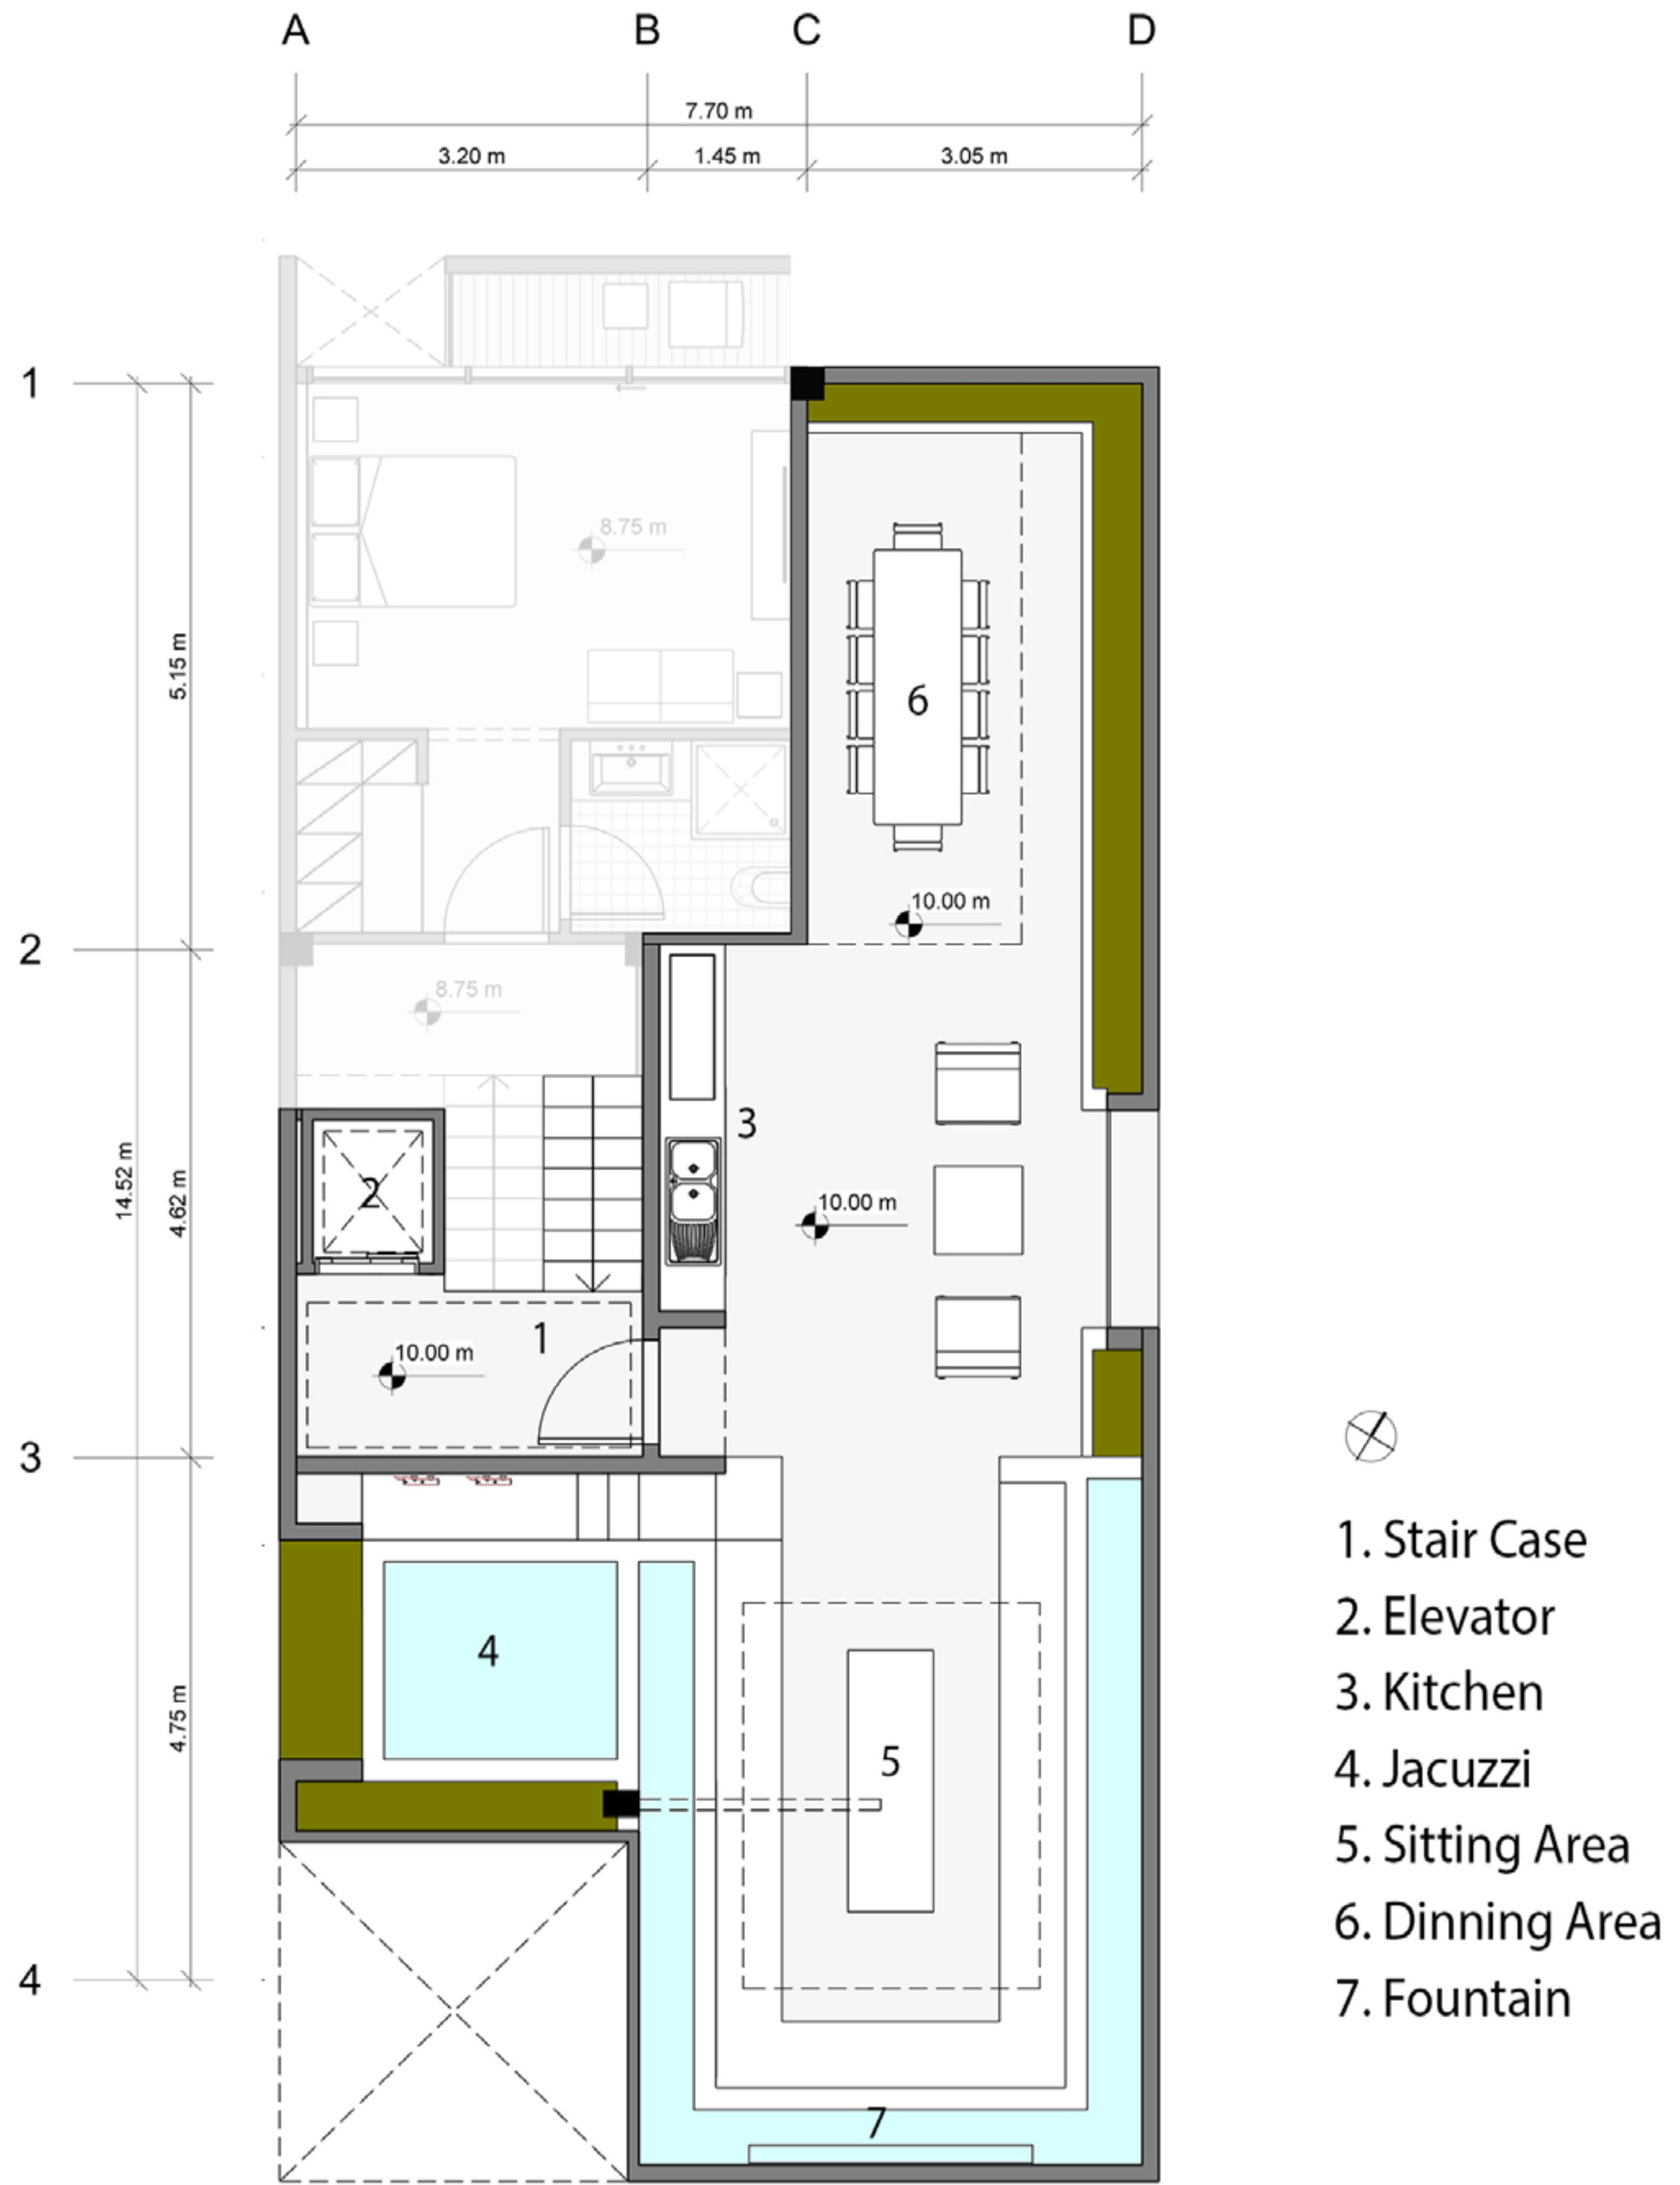 A B C D
7.70 m
3.20 m 1.45 m 3.05 m
1
8.75 m
5.15 m
6
10.00 m
2
8.75 m
3
14.52 m
4.62 m
2
10.00 m
1
10.00 m
3
4
4.75 m
5
4
7
1. Stair Case
2. Elevator
3. Kitchen
4. Jacuzzi
5. Sitting Area
6. Dinning Area
7. Fountain